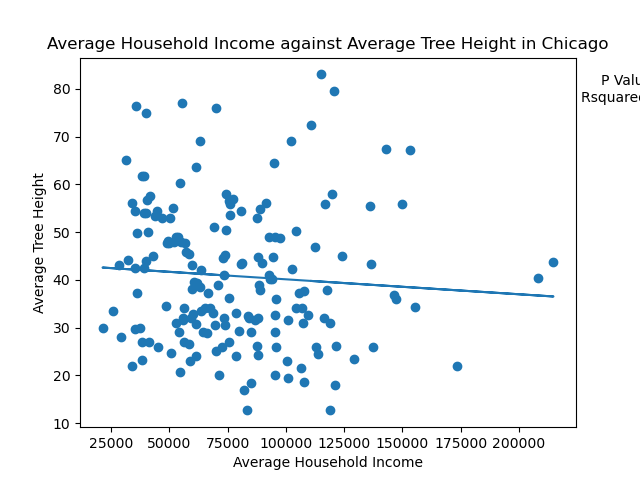 Average Household Income against Average Tree Height in Chicago
P Valu
Rsquared
80
70
60
50
40
30
20
10
Average Tree Height
25000 50000 75000 100000 125000 150000 175000 200000
Average Household Income